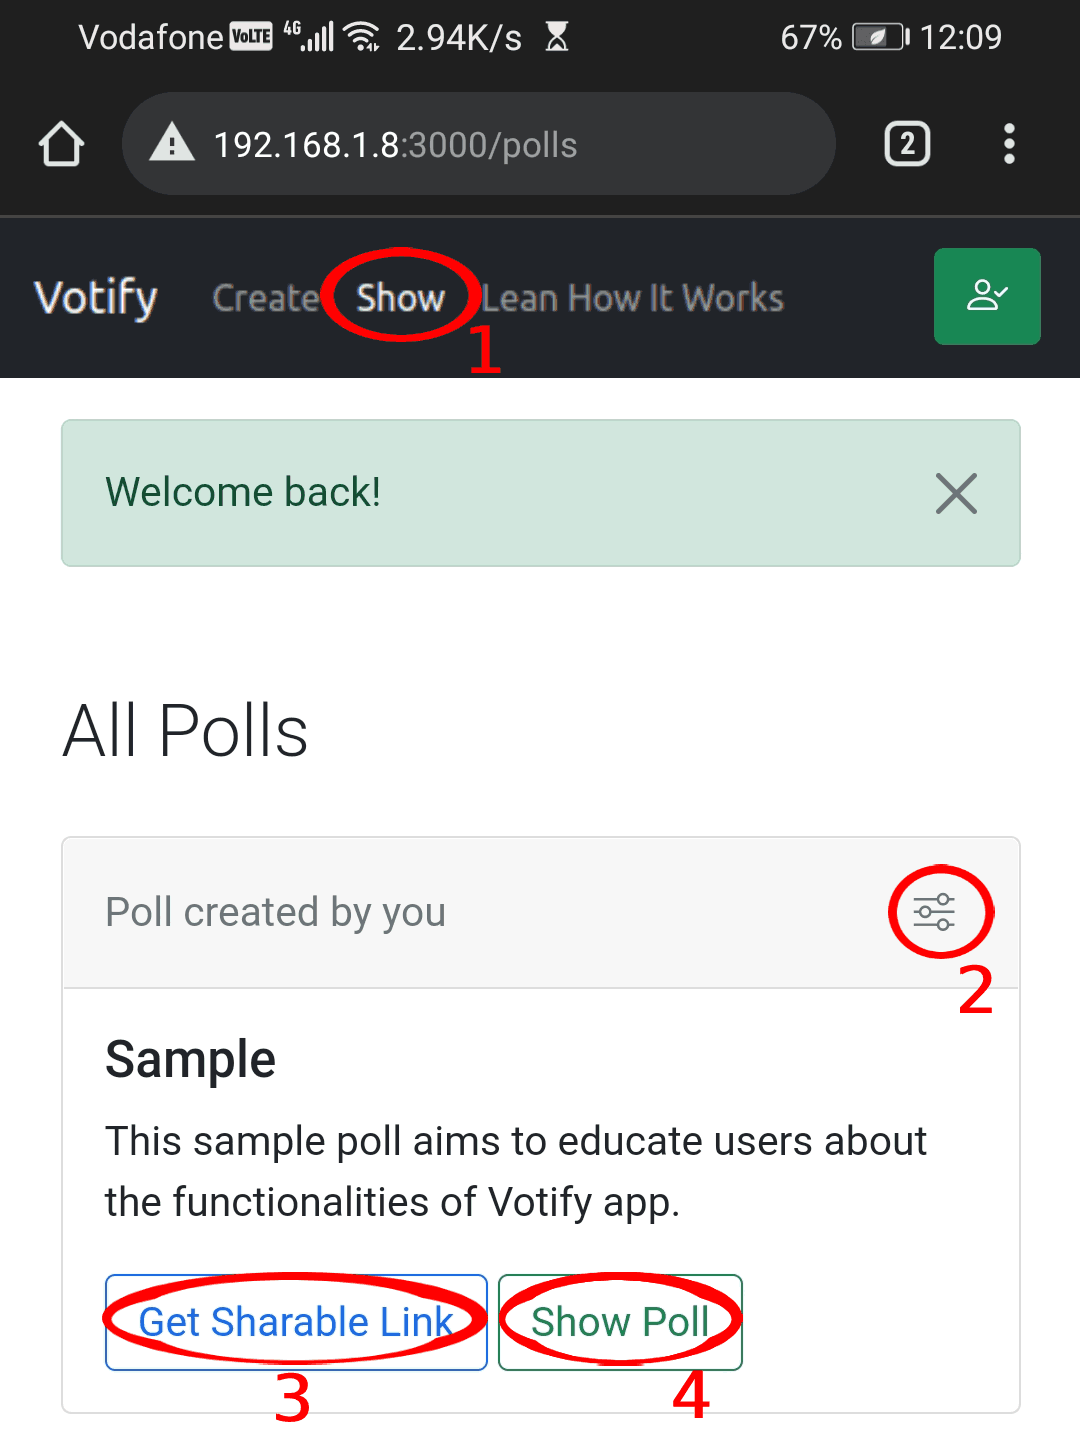 Vodafone VoLTE 4G 2.94K/s 67% 12:09
192.168.1.8:3000/polls 2
Votify Create Show Lean How It Works
1
Welcome back!
All Polls
Poll created by you
2
Sample
This sample poll aims to educate users about
the functionalities of Votify app.
Get Sharable Link Show Poll
3 4